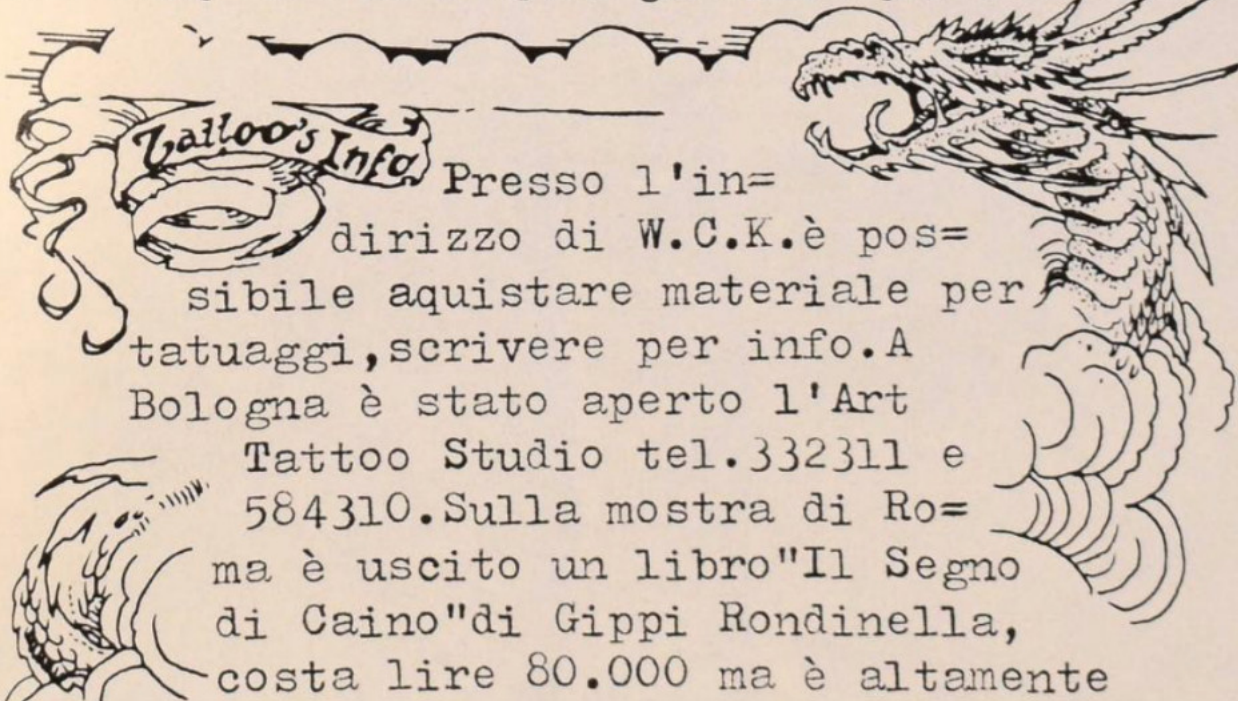 Tattoo's Info.
Presso l'in=
dirizzo di W.C.K.è pos=
sibile aquistare materiale per
tatuaggi,scrivere per info.A
Bologna è stato aperto l'Art
Tattoo Studio tel.332311 e
584310.Sulla mostra di Ro=
ma è uscito un libro"Il Segno
di Caino"di Gippi Rondinella,
costa lire 80.000 ma è altamente